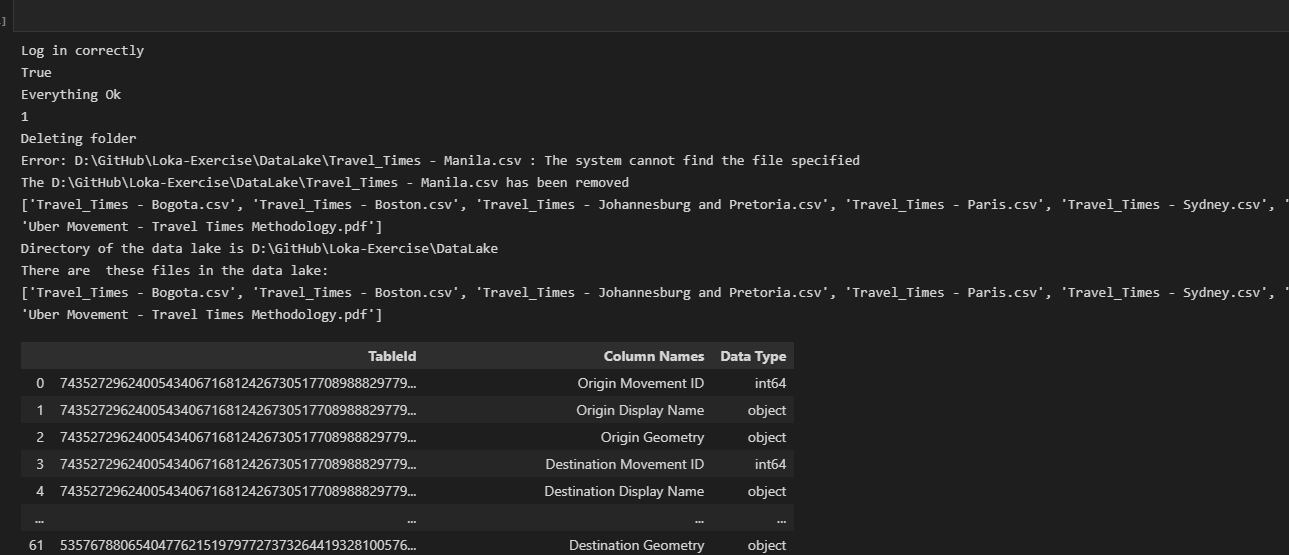 ]
Log in correctly
True
Everything Ok
1
Deleting folder
Error: D:\GitHub\Loka-Exercise\DataLake\Travel_Times - Manila.csv : The system cannot find the file specified
The D:\GitHub\Loka-Exercise\DataLake\Travel_Times - Manila.csv has been removed
['Travel_Times - Bogota.csv', 'Travel_Times - Boston.csv', 'Travel_Times - Johannesburg and Pretoria.csv', 'Travel_Times - Paris.csv', 'Travel_Times - Sydney.csv', '
'Uber Movement - Travel Times Methodology.pdf']
Directory of the data lake is D:\GitHub\Loka-Exercise\DataLake
There are  these files in the data lake:
['Travel_Times - Bogota.csv', 'Travel_Times - Boston.csv', 'Travel_Times - Johannesburg and Pretoria.csv', 'Travel_Times - Paris.csv', 'Travel_Times - Sydney.csv', '
'Uber Movement - Travel Times Methodology.pdf']
TableId Column Names Data Type
0 7435272962400543406716812426730517708988829779... Origin Movement ID int64
1 7435272962400543406716812426730517708988829779... Origin Display Name object
2 7435272962400543406716812426730517708988829779... Origin Geometry object
3 7435272962400543406716812426730517708988829779... Destination Movement ID int64
4 7435272962400543406716812426730517708988829779... Destination Display Name object
... ... ... ...
61 5357678806540477621519797727373264419328100576... Destination Geometry object